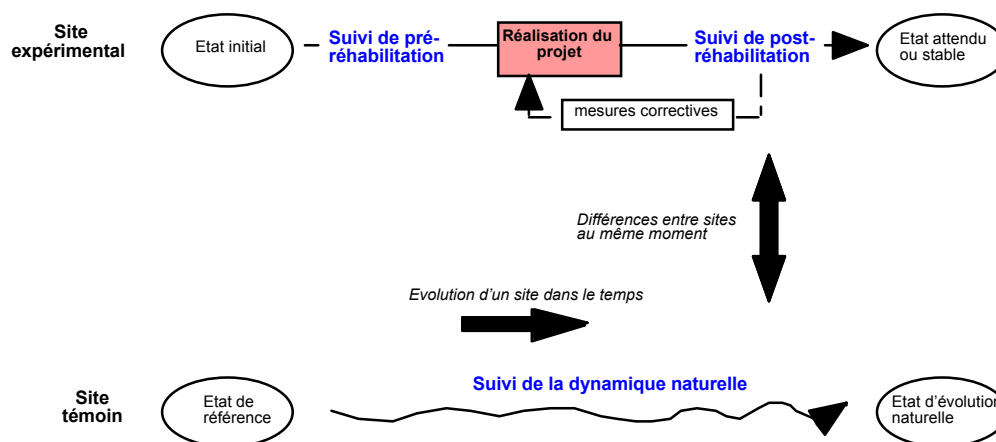 Site
expérimental
Etat initial
Suivi de pré-
réhabilitation
Réalisation du
projet
Suivi de post-
réhabilitation
Etat attendu
ou stable
mesures correctives
Différences entre sites
au même moment
Evolution d'un site dans le temps
Site
témoin
Etat de
référence
Suivi de la dynamique naturelle
Etat d'évolution
naturelle